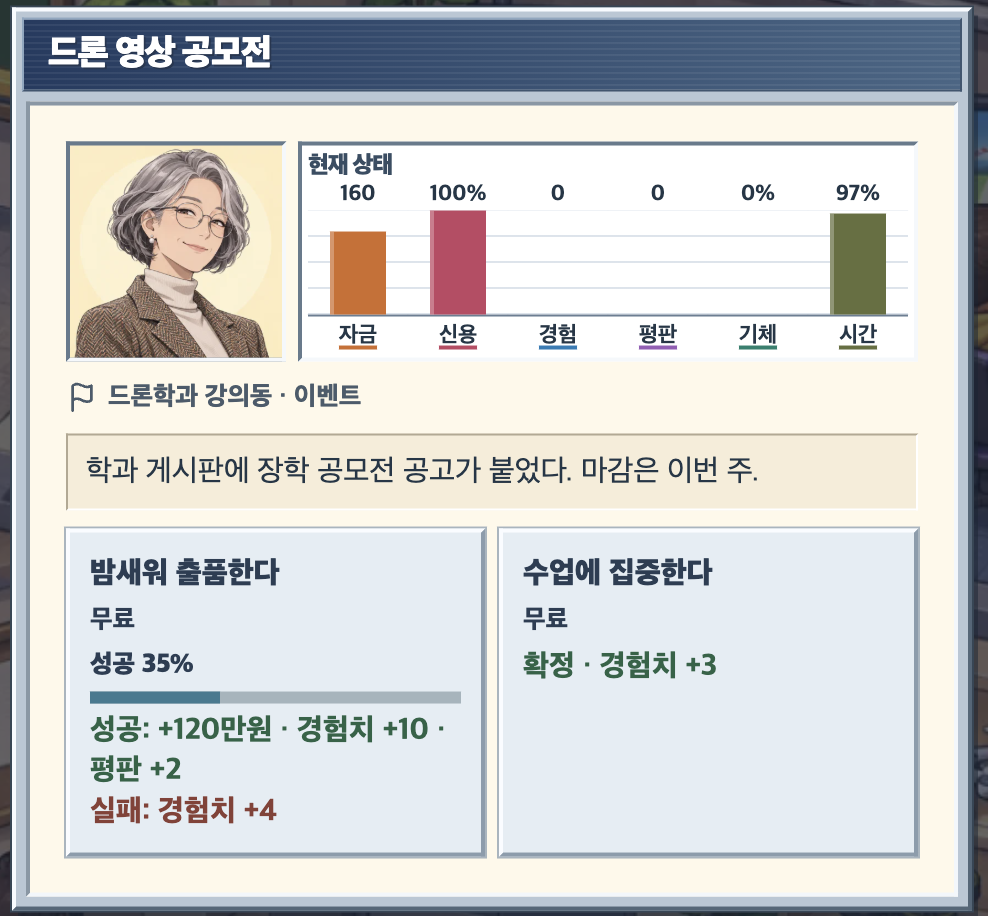 드론 영상 공모전
현재 상태
160 100% 0 0 0% 97%
자금 신용 경험 평판 기체 시간
드론학과 강의동 · 이벤트
학과 게시판에 장학 공모전 공고가 붙었다. 마감은 이번 주.
밤새워 출품한다
무료
성공 35%
성공: +120만원 · 경험치 +10 ·
평판 +2
실패: 경험치 +4
수업에 집중한다
무료
확정 · 경험치 +3